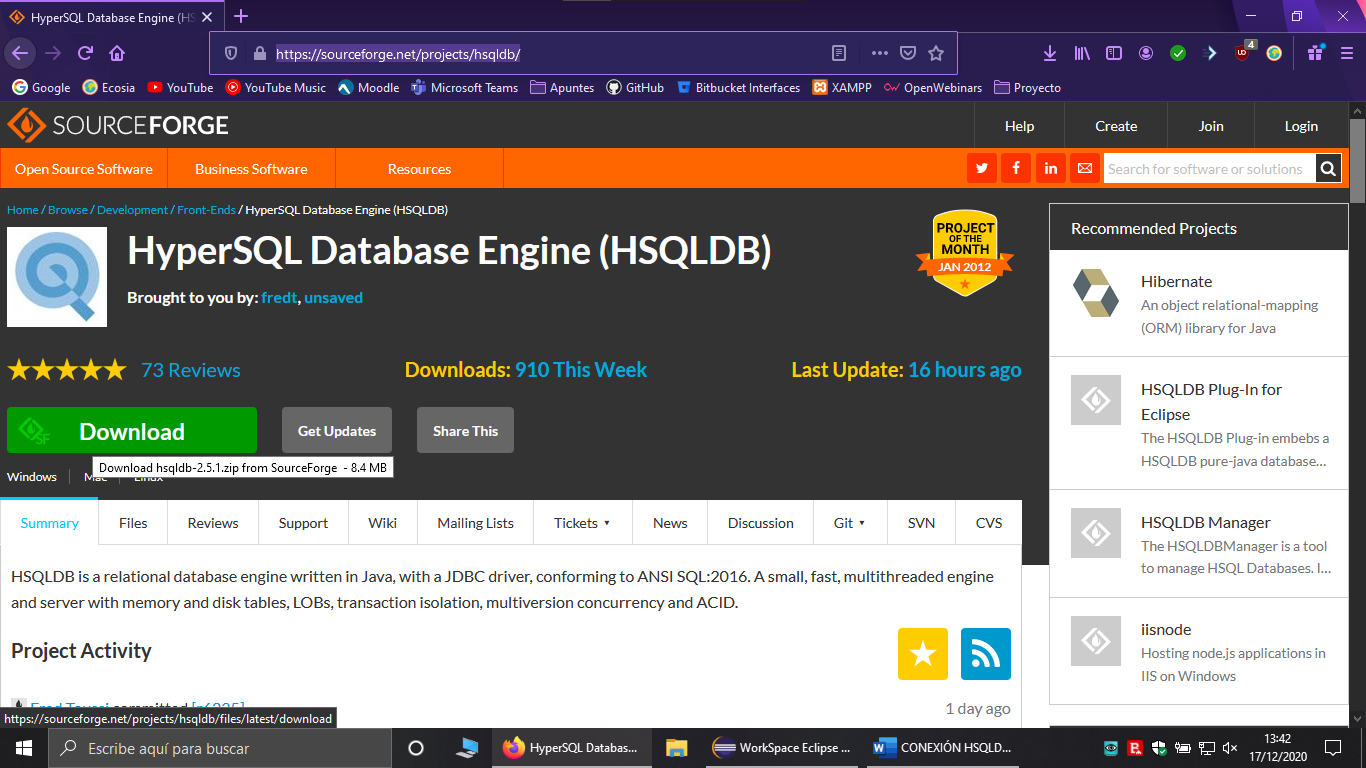 HyperSQL Database Engine (HS
https://sourceforge.net/projects/hsqldb/
4
Google Ecosia YouTube YouTube Music Moodle Microsoft Teams Apuntes GitHub Bitbucket Interfaces XAMPP OpenWebinars Proyecto
SOURCEFORGE
Help Create Join Login
Open Source Software Business Software Resources
Search for software or solutions
Home / Browse / Development / Front-Ends / HyperSQL Database Engine (HSQLDB)
HyperSQL Database Engine (HSQLDB)
Brought to you by: fredt, unsaved
PROJECT
OF THE
MONTH
JAN 2012
73 Reviews
Downloads: 910 This Week
Last Update: 16 hours ago
SF
Download
Get Updates
Share This
Download hsqldb-2.5.1.zip from SourceForge - 8.4 MB
Windows Mac Linux
Summary Files Reviews Support Wiki Mailing Lists Tickets ▾ News Discussion Git ▾ SVN CVS
HSQLDB is a relational database engine written in Java, with a JDBC driver, conforming to ANSI SQL:2016. A small, fast, multithreaded engine
and server with memory and disk tables, LOBs, transaction isolation, multiversion concurrency and ACID.
Project Activity
committed
1 day ago
https://sourceforge.net/projects/hsqldb/files/latest/download
Recommended Projects
Hibernate
An object relational-mapping
(ORM) library for Java
HSQLDB Plug-In for
Eclipse
The HSQLDB Plug-in embebs a
HSQLDB pure-java database...
HSQLDB Manager
The HSQLDBManager is a tool
to manage HSQL Databases. I...
iisnode
Hosting node.js applications in
IIS on Windows
Escribe aquí para buscar
HyperSQL Databas...
WorkSpace Eclipse ...
CONEXIÓN HSQLD...
13:42
17/12/2020